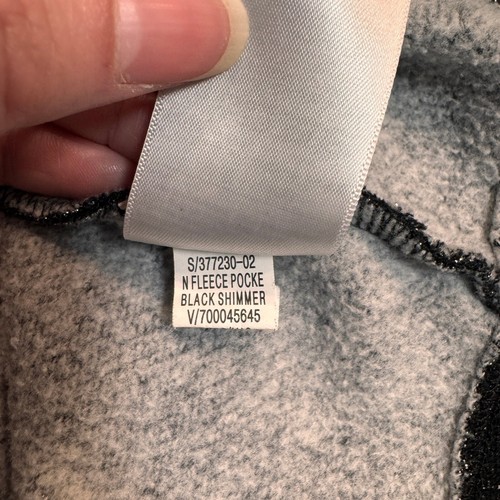 S/377230-02
N FLEECE POCKE
BLACK SHIMMER
V/700045645